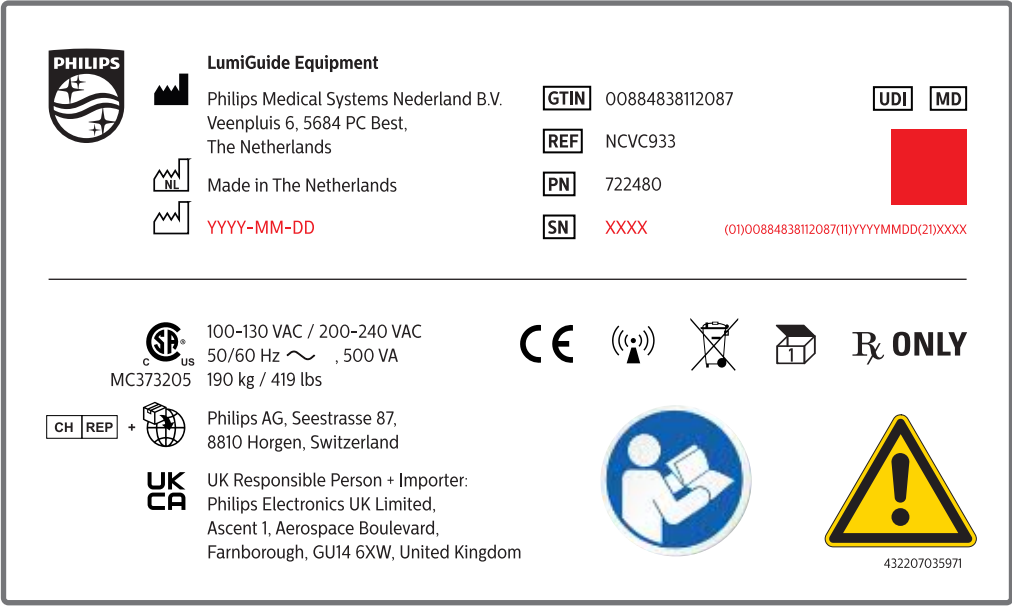 PHILIPS
LumiGuide Equipment
Philips Medical Systems Nederland B.V.
Veenpluis 6, 5684 PC Best,
The Netherlands
NL
Made in The Netherlands
YYYY-MM-DD
GTIN 00884838112087
REF NCVC933
PN 722480
SN XXXX
UDI MD
(01)00884838112087(11)YYYYMMDD(21)XXXX
CSA ®
C US
MC373205
100-130 VAC / 200-240 VAC
50/60 Hz ~ , 500 VA
190 kg / 419 lbs
CE
1
Rx ONLY
CH REP +
Philips AG, Seestrasse 87,
8810 Horgen, Switzerland
UK
CA
UK Responsible Person + Importer:
Philips Electronics UK Limited,
Ascent 1, Aerospace Boulevard,
Farnborough, GU14 6XW, United Kingdom
432207035971